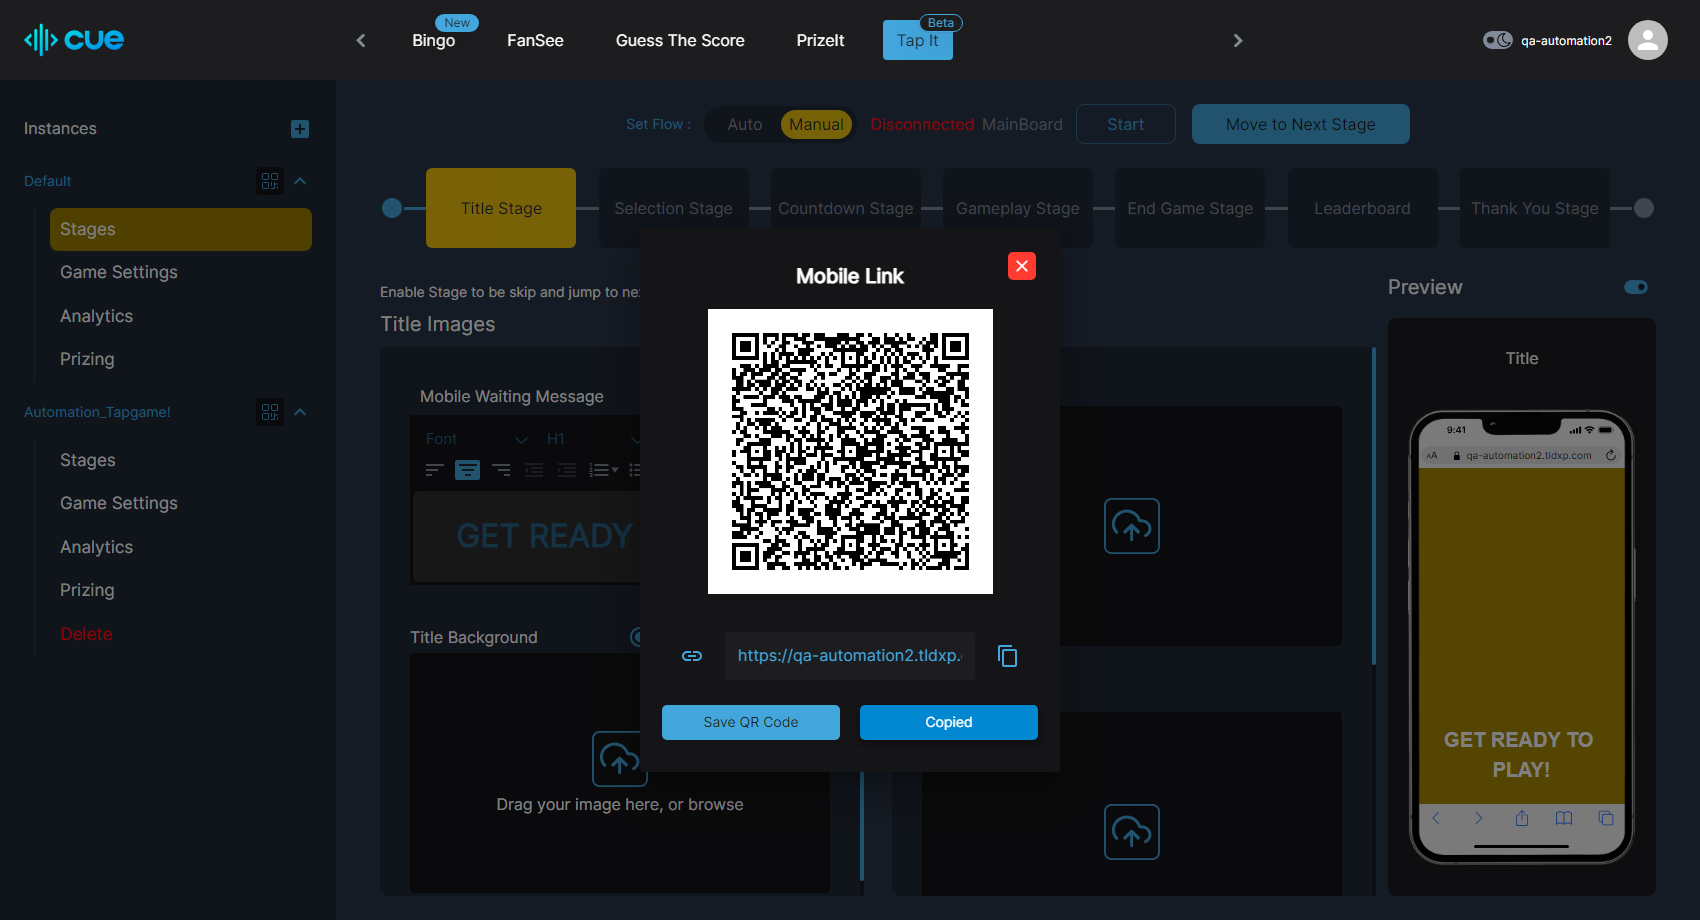 cue
New
Bingo
FanSee
Guess The Score
PrizeIt
Beta
Tap It
qa-automation2
Instances
Set Flow :
Auto
Manual
Disconnected MainBoard
Start
Move to Next Stage
Default
Stages
Game Settings
Analytics
Prizing
Automation_Tapgame!
Stages
Game Settings
Analytics
Prizing
Delete
Title Stage
Selection Stage
Countdown Stage
Gameplay Stage
End Game Stage
Leaderboard
Thank You Stage
Enable Stage to be skip and jump to ne
Title Images
Mobile Waiting Message
Font
H1
GET READY
Title Background
Drag your image here, or browse
Mobile Link
https://qa-automation2.tldxp.
Save QR Code
Copied
Preview
Title
9:41
AA
qa-automation2.tldxp.com
GET READY TO
PLAY!